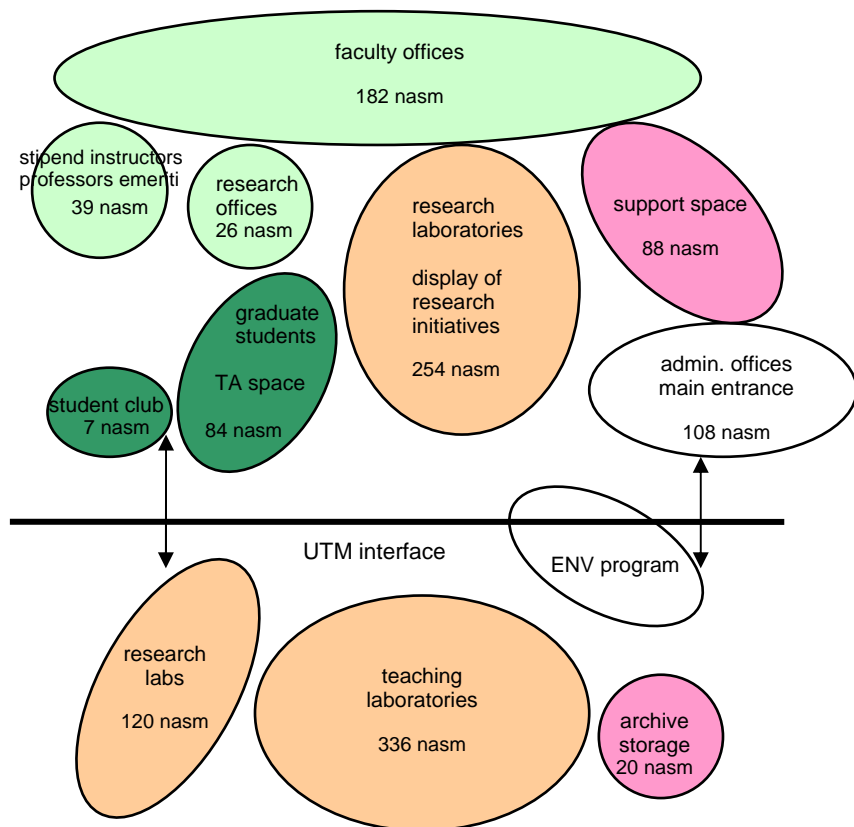 faculty offices
182 nasm
stipend instructors
professors emeriti
39 nasm
research
offices
26 nasm
research
laboratories
display of
research
initiatives
254 nasm
support space
88 nasm
graduate
students
TA space
84 nasm
student club
7 nasm
admin. offices
main entrance
108 nasm
UTM interface
ENV program
research
labs
120 nasm
teaching
laboratories
336 nasm
archive
storage
20 nasm